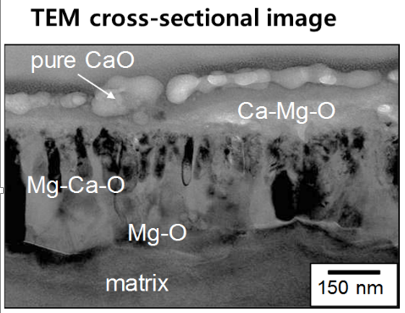 TEM cross-sectional image
pure CaO
Ca-Mg-O
Mg-Ca-O
Mg-O
matrix
150 nm